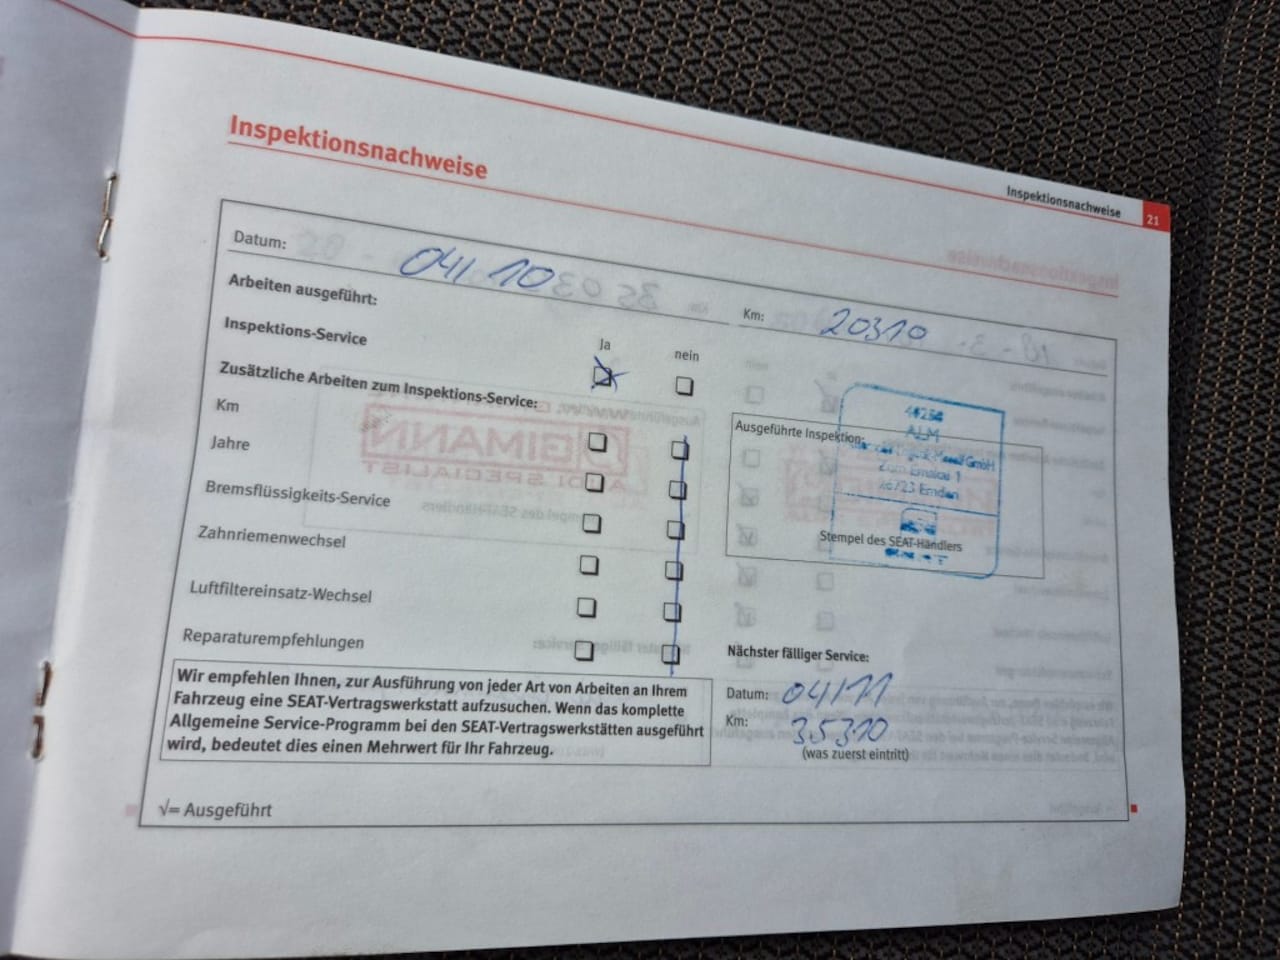 Inspektionsnachweise
21
Inspektionsnachweise
Datum: 04/10
Km: 20310
Arbeiten ausgeführt:
Inspektions-Service
Ja
nein
Zusätzliche Arbeiten zum Inspektions-Service:
Km
Jahre
Bremsflüssigkeits-Service
Zahnriemenwechsel
Luftfiltereinsatz-Wechsel
Reparaturempfehlungen
Ausgeführte Inspektion:
ALM
GmbH
1
26723 Emden
Stempel des SEAT-Händlers
Nächster fälliger Service:
Datum: 04/11
Km: 35310
(was zuerst eintritt)
Wir empfehlen Ihnen, zur Ausführung von jeder Art von Arbeiten an Ihrem
Fahrzeug eine SEAT-Vertragswerkstatt aufzusuchen. Wenn das komplette
Allgemeine Service-Programm bei den SEAT-Vertragswerkstätten ausgeführt
wird, bedeutet dies einen Mehrwert für Ihr Fahrzeug.
√= Ausgeführt